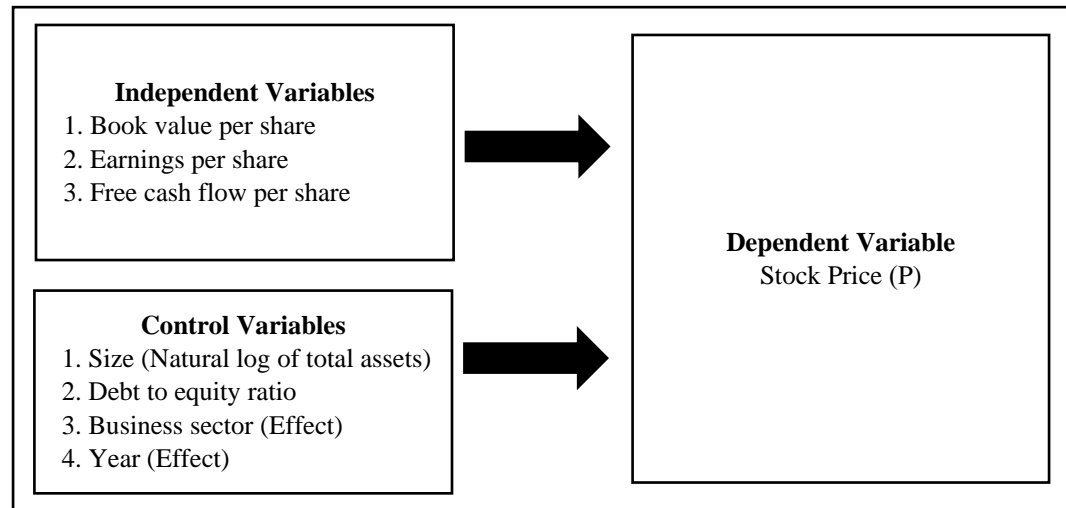 Independent Variables
1. Book value per share
2. Earnings per share
3. Free cash flow per share
Control Variables
1. Size (Natural log of total assets)
2. Debt to equity ratio
3. Business sector (Effect)
4. Year (Effect)
Dependent Variable
Stock Price (P)